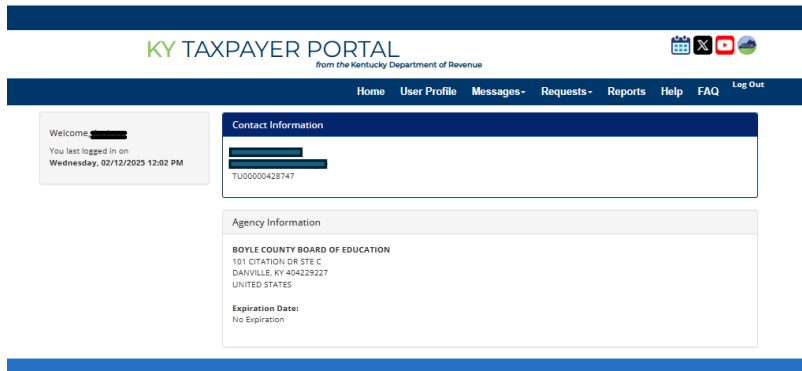 KY TAXPAYER PORTAL
from the Kentucky Department of Revenue
Home User Profile Messages Requests Reports Help FAQ Log Out
Welcome,
You last logged in on
Wednesday, 02/12/2025 12:02 PM
Contact Information
TU00000428747
Agency Information
BOYLE COUNTY BOARD OF EDUCATION
101 CITATION DR STE C
DANVILLE, KY 404229227
UNITED STATES
Expiration Date:
No Expiration